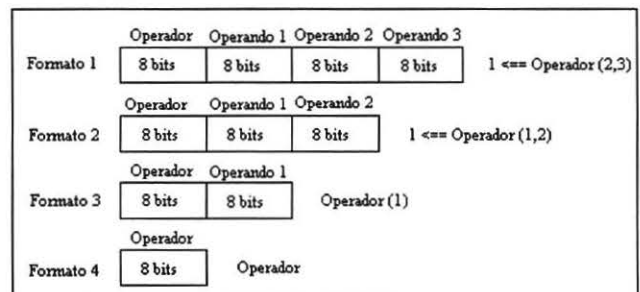 Operador Operando 1 Operando 2 Operando 3
Formato 1 8 bits 8 bits 8 bits 8 bits 1 <== Operador (2,3)
Operador Operando 1 Operando 2
Formato 2 8 bits 8 bits 8 bits 1 <== Operador (1,2)
Operador Operando 1
Formato 3 8 bits 8 bits Operador (1)
Operador
Formato 4 8 bits Operador